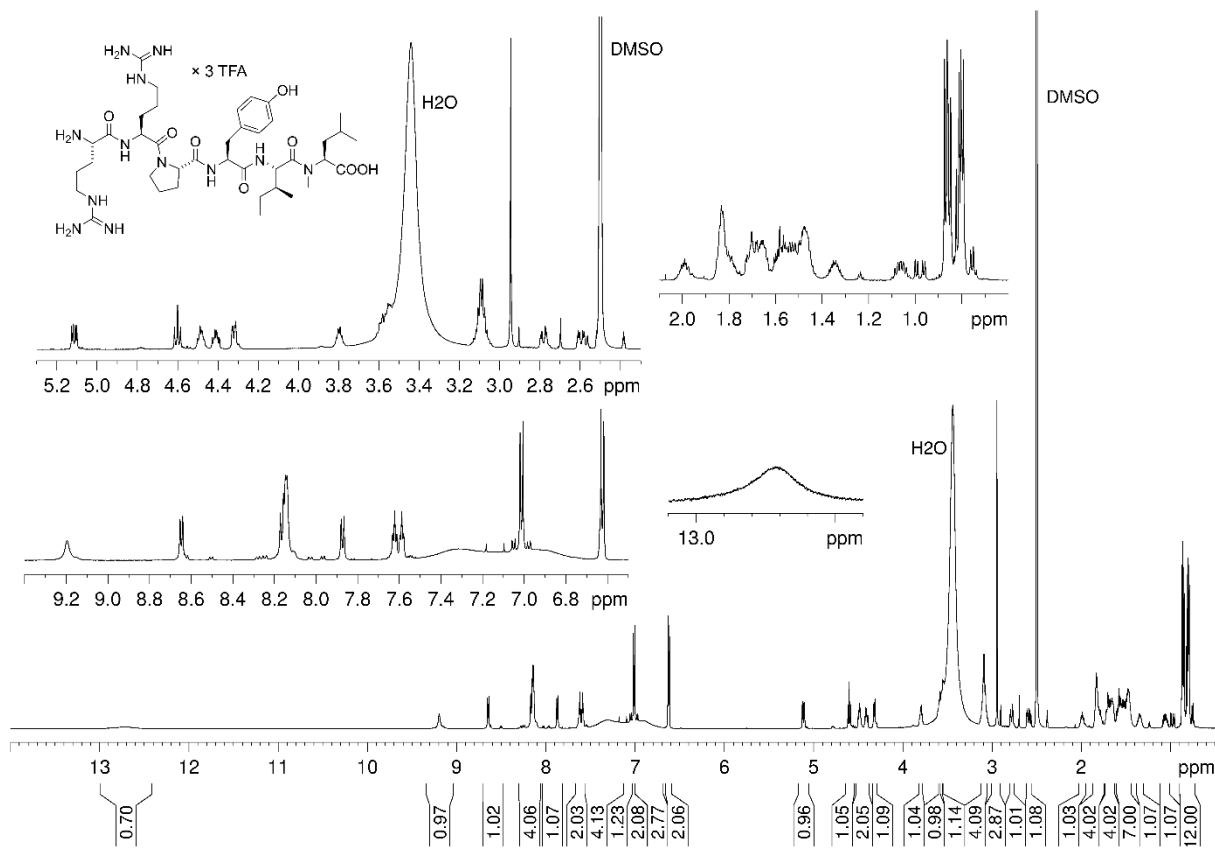 H2N NH
HN
× 3 TFA
OH
O
O
O
H2N
N
H
N
N
H
O
H
N
O
O
N
COOH
HN
H2N NH
H2O
DMSO
5.2 5.0 4.8 4.6 4.4 4.2 4.0 3.8 3.6 3.4 3.2 3.0 2.8 2.6 ppm
DMSO
2.0 1.8 1.6 1.4 1.2 1.0 ppm
9.2 9.0 8.8 8.6 8.4 8.2 8.0 7.8 7.6 7.4 7.2 7.0 6.8 ppm
H2O
13.0 ppm
13 12 11 10 9 8 7 6 5 4 3 2 1 ppm
0.70 0.97 1.02 4.06 1.07 2.03 4.13 1.23 2.08 2.77 2.06 0.96 1.05 2.05 1.09 1.04 0.98 1.14 4.09 2.87 1.01 1.08 1.03 4.02 4.02 7.00 1.07 1.07 12.00